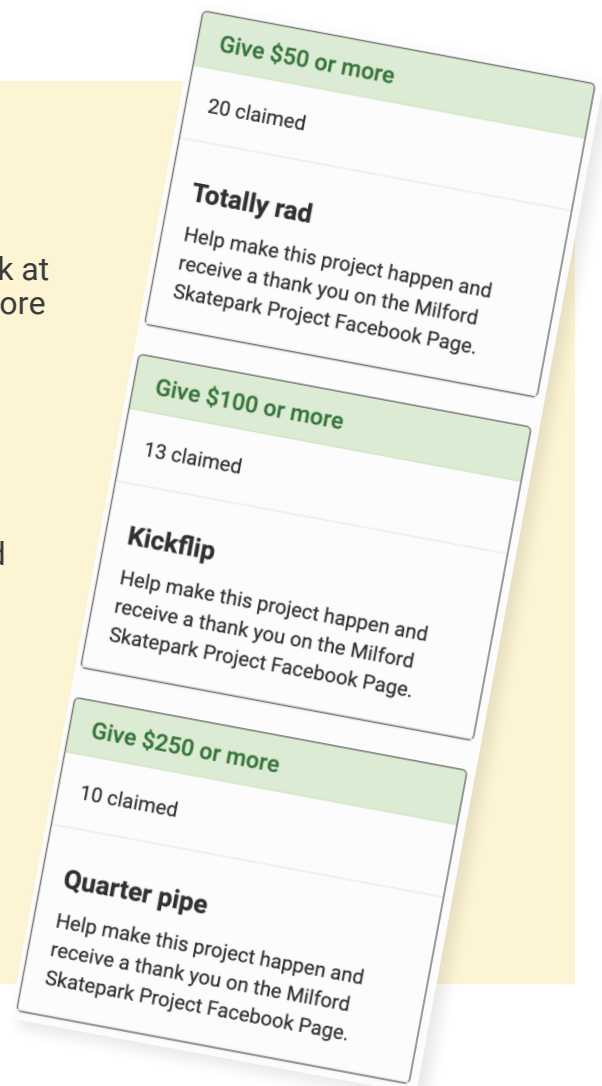 k at
ore
d
Give $50 or more
20 claimed
Totally rad
Help make this project happen and
receive a thank you on the Milford
Skatepark Project Facebook Page.
Give $100 or more
13 claimed
Kickflip
Help make this project happen and
receive a thank you on the Milford
Skatepark Project Facebook Page.
Give $250 or more
10 claimed
Quarter pipe
Help make this project happen and
receive a thank you on the Milford
Skatepark Project Facebook Page.